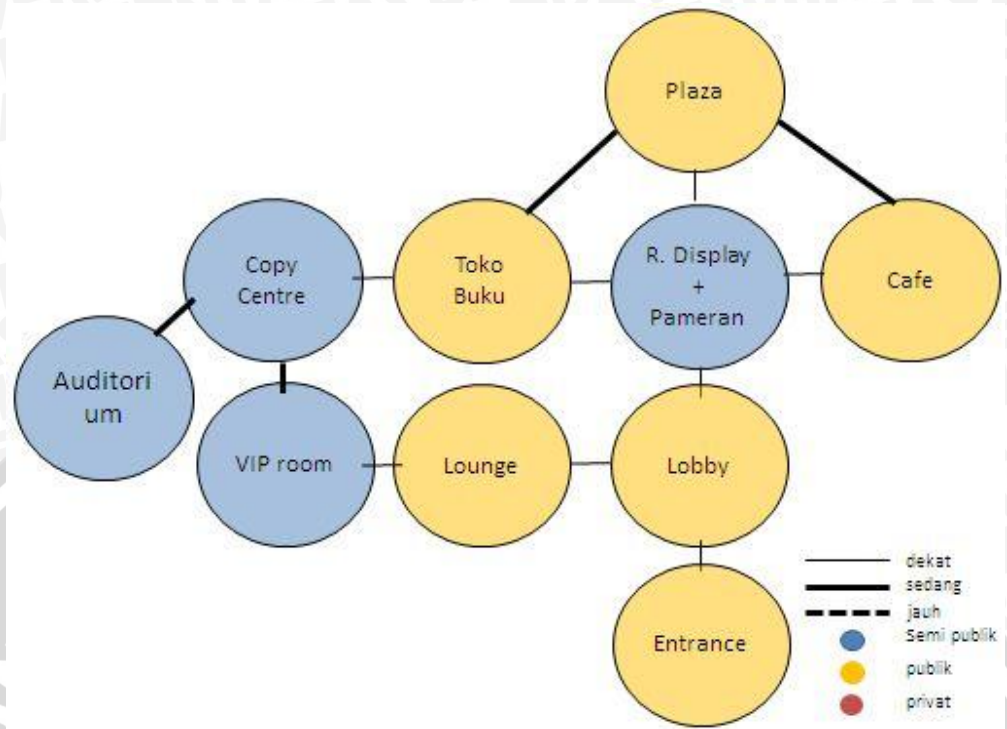 Plaza
Copy
Centre
Toko
Buku
R. Display
+
Pameran
Cafe
Auditori
um
VIP room
Lounge
Lobby
Entrance
dekat
sedang
jauh
Semi publik
publik
privat